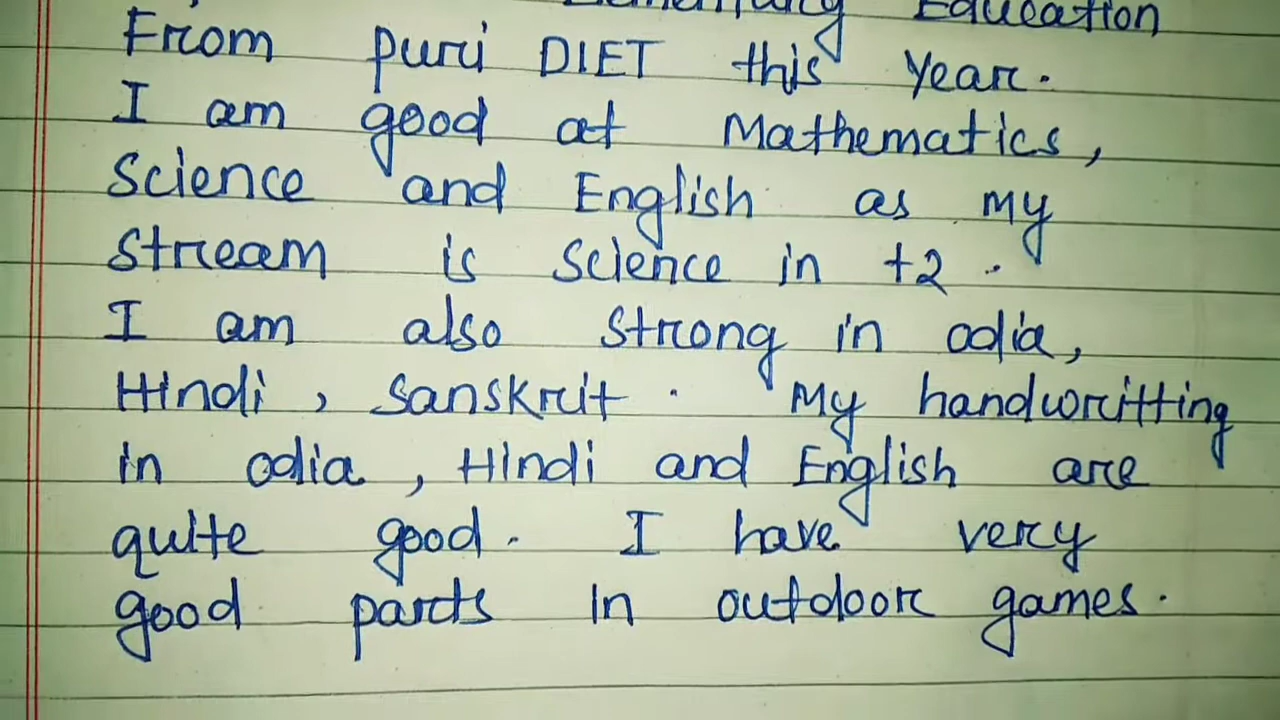 Elementary Education
From puri DIET this Year.
I am good at Mathematics,
Science and English as my
Stream is Science in +2.
I am also Strong in odia,
Hindi, Sanskrit. My handwritting
in odia, Hindi and English are
quite good. I have very
good parts in outdoor games.